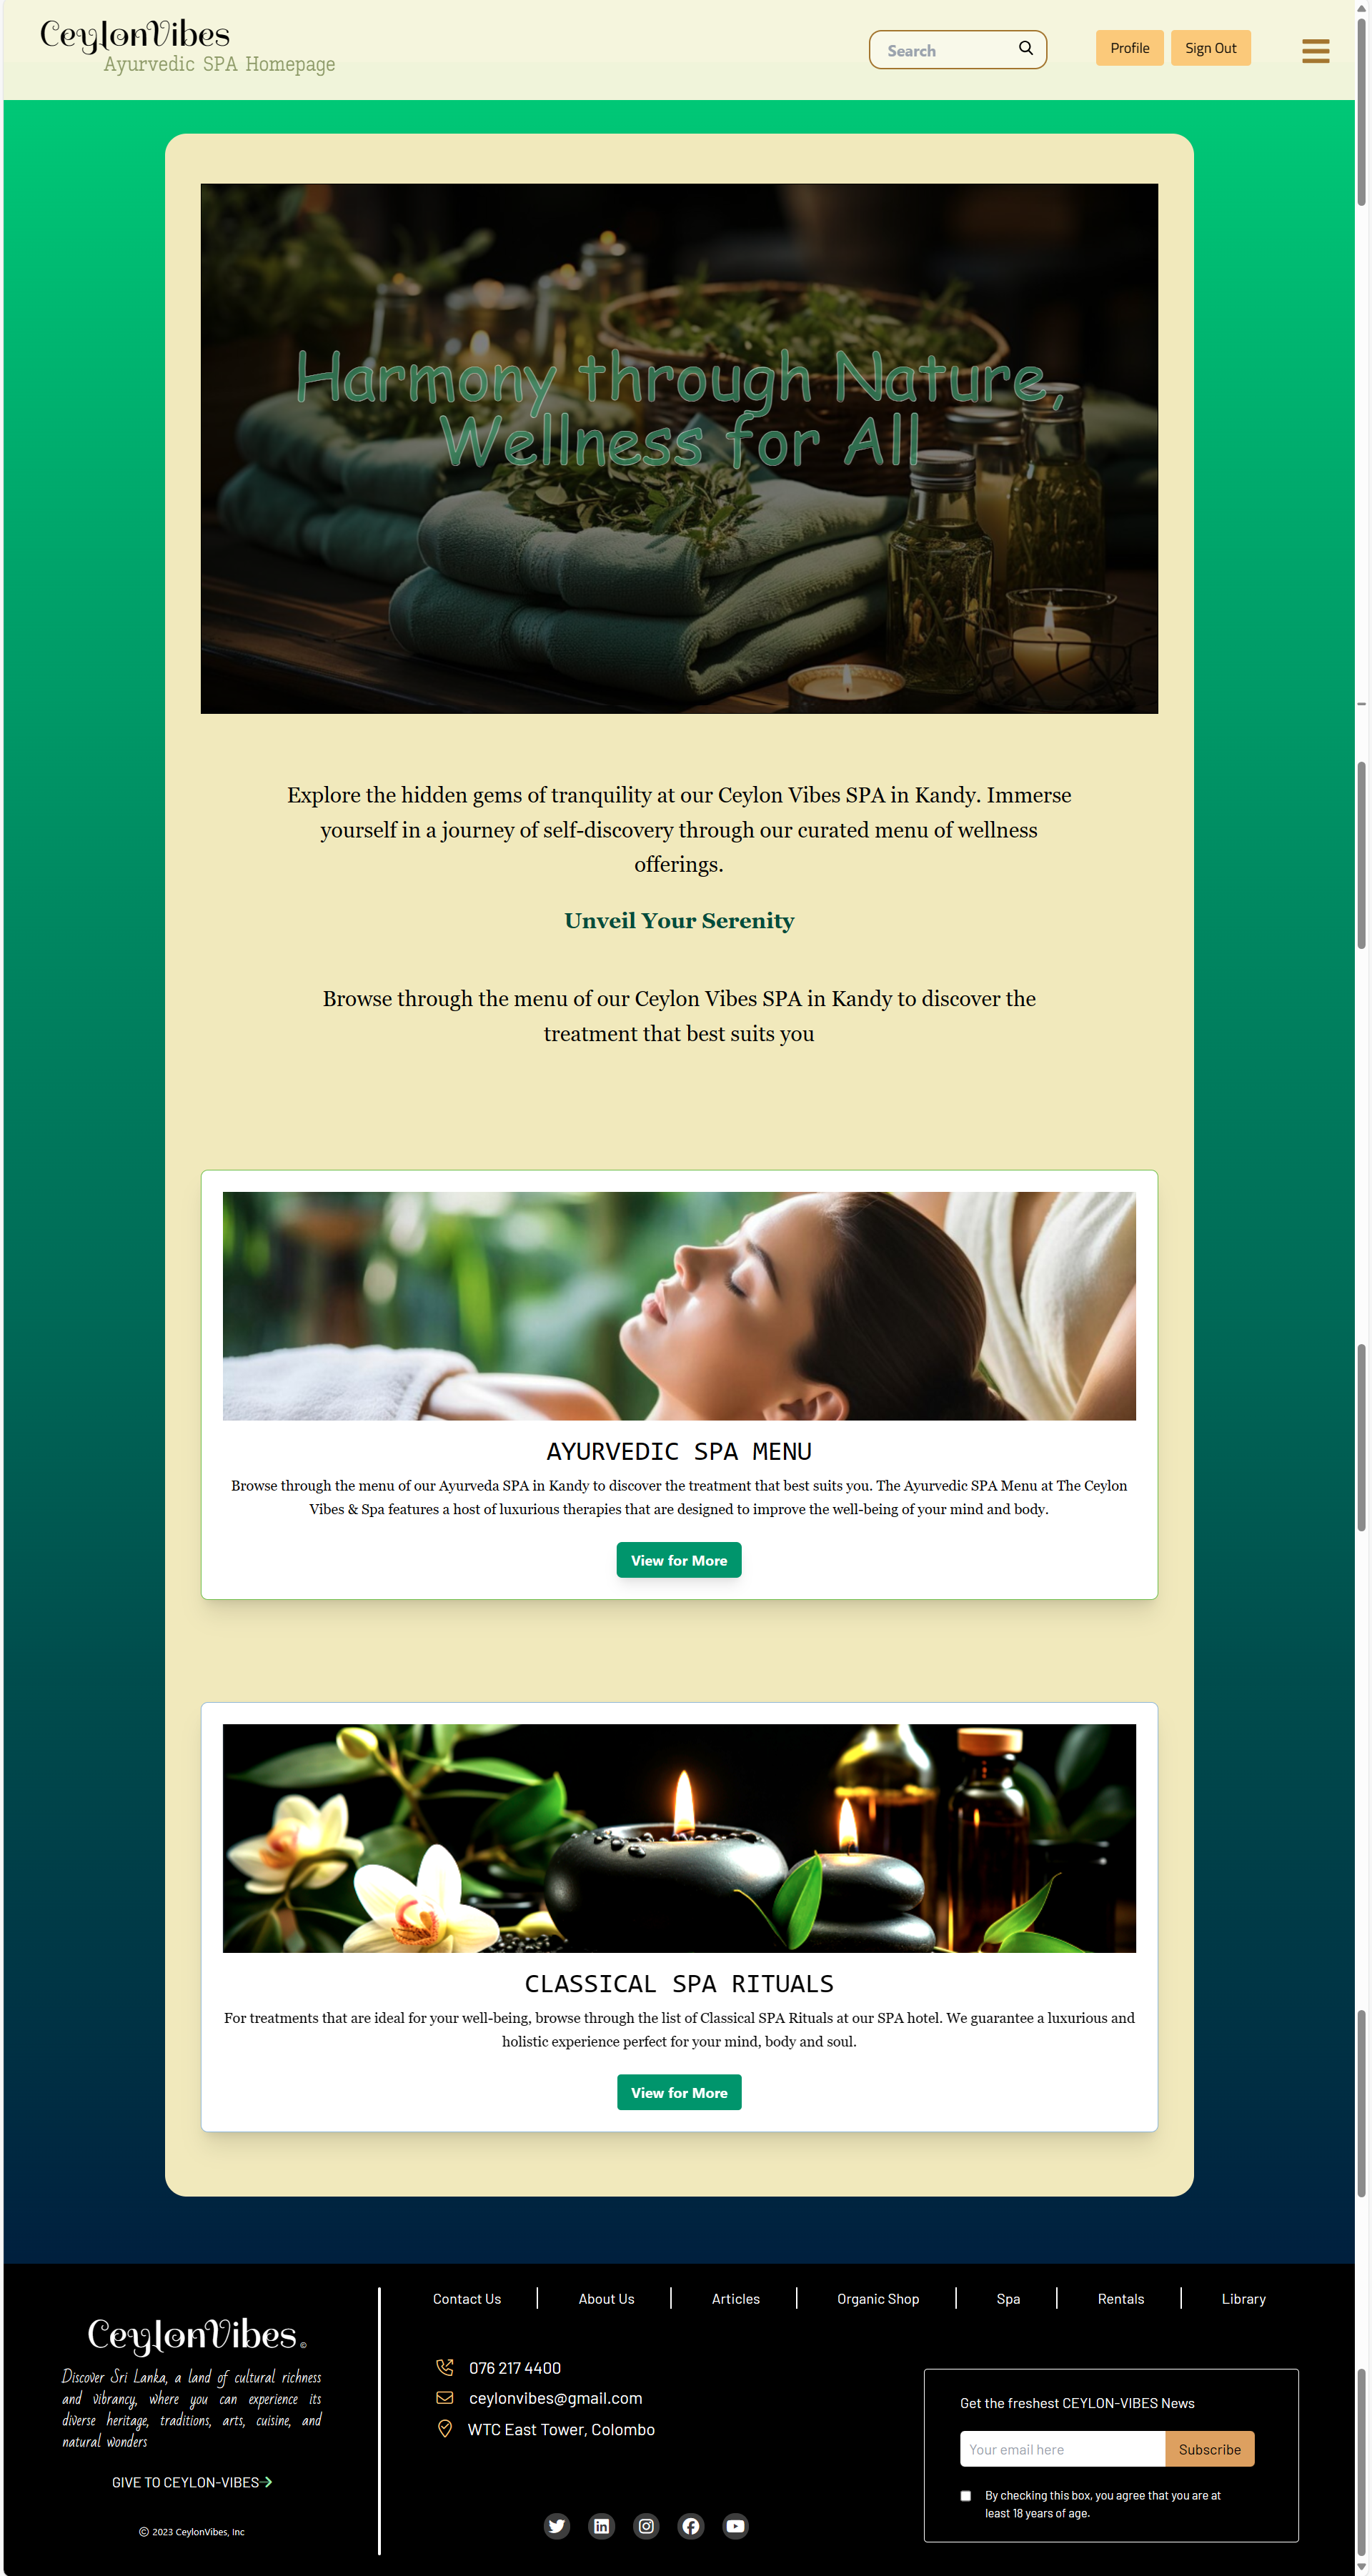 CeylonVibes
Ayurvedic SPA Homepage
Search
Profile
Sign Out
Harmony through Nature,
Wellness for All
Explore the hidden gems of tranquility at our Ceylon Vibes SPA in Kandy. Immerse
yourself in a journey of self-discovery through our curated menu of wellness
offerings.
Unveil Your Serenity
Browse through the menu of our Ceylon Vibes SPA in Kandy to discover the
treatment that best suits you
AYURVEDIC SPA MENU
Browse through the menu of our Ayurveda SPA in Kandy to discover the treatment that best suits you. The Ayurvedic SPA Menu at The Ceylon
Vibes & Spa features a host of luxurious therapies that are designed to improve the well-being of your mind and body.
View for More
CLASSICAL SPA RITUALS
For treatments that are ideal for your well-being, browse through the list of Classical SPA Rituals at our SPA hotel. We guarantee a luxurious and
holistic experience perfect for your mind, body and soul.
View for More
CeylonVibes ©
Discover Sri Lanka, a land of cultural richness
and vibrancy, where you can experience its
diverse heritage, traditions, arts, cuisine, and
natural wonders
GIVE TO CEYLON-VIBES
© 2023 CeylonVibes, Inc
Contact Us
About Us
Articles
Organic Shop
Spa
Rentals
Library
076 217 4400
ceylonvibes@gmail.com
WTC East Tower, Colombo
Get the freshest CEYLON-VIBES News
Your email here
Subscribe
By checking this box, you agree that you are at
least 18 years of age.